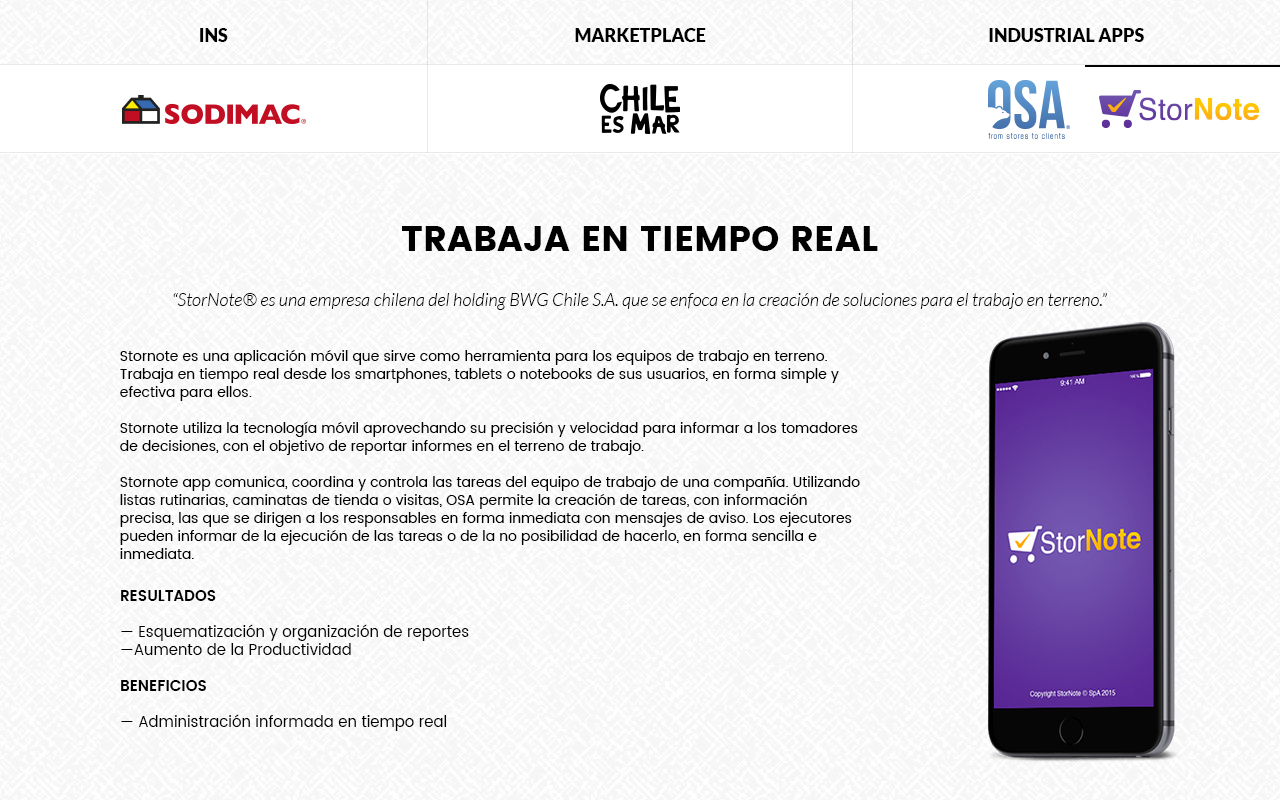 INS
MARKETPLACE
INDUSTRIAL APPS
SODIMAC®
CHILE
ES MAR
OSA®
from stores to clients
StorNote
TRABAJA EN TIEMPO REAL
“StorNote® es una empresa chilena del holding BWG Chile S.A. que se enfoca en la creación de soluciones para el trabajo en terreno.”
Stornote es una aplicación móvil que sirve como herramienta para los equipos de trabajo en terreno.
Trabaja en tiempo real desde los smartphones, tablets o notebooks de sus usuarios, en forma simple y
efectiva para ellos.
Stornote utiliza la tecnología móvil aprovechando su precisión y velocidad para informar a los tomadores
de decisiones, con el objetivo de reportar informes en el terreno de trabajo.
Stornote app comunica, coordina y controla las tareas del equipo de trabajo de una compañía. Utilizando
listas rutinarias, caminatas de tienda o visitas, OSA permite la creación de tareas, con información
precisa, las que se dirigen a los responsables en forma inmediata con mensajes de aviso. Los ejecutores
pueden informar de la ejecución de las tareas o de la no posibilidad de hacerlo, en forma sencilla e
inmediata.
RESULTADOS
— Esquematización y organización de reportes
—Aumento de la Productividad
BENEFICIOS
— Administración informada en tiempo real
9:41 AM
StorNote
Copyright StorNote © SpA 2015